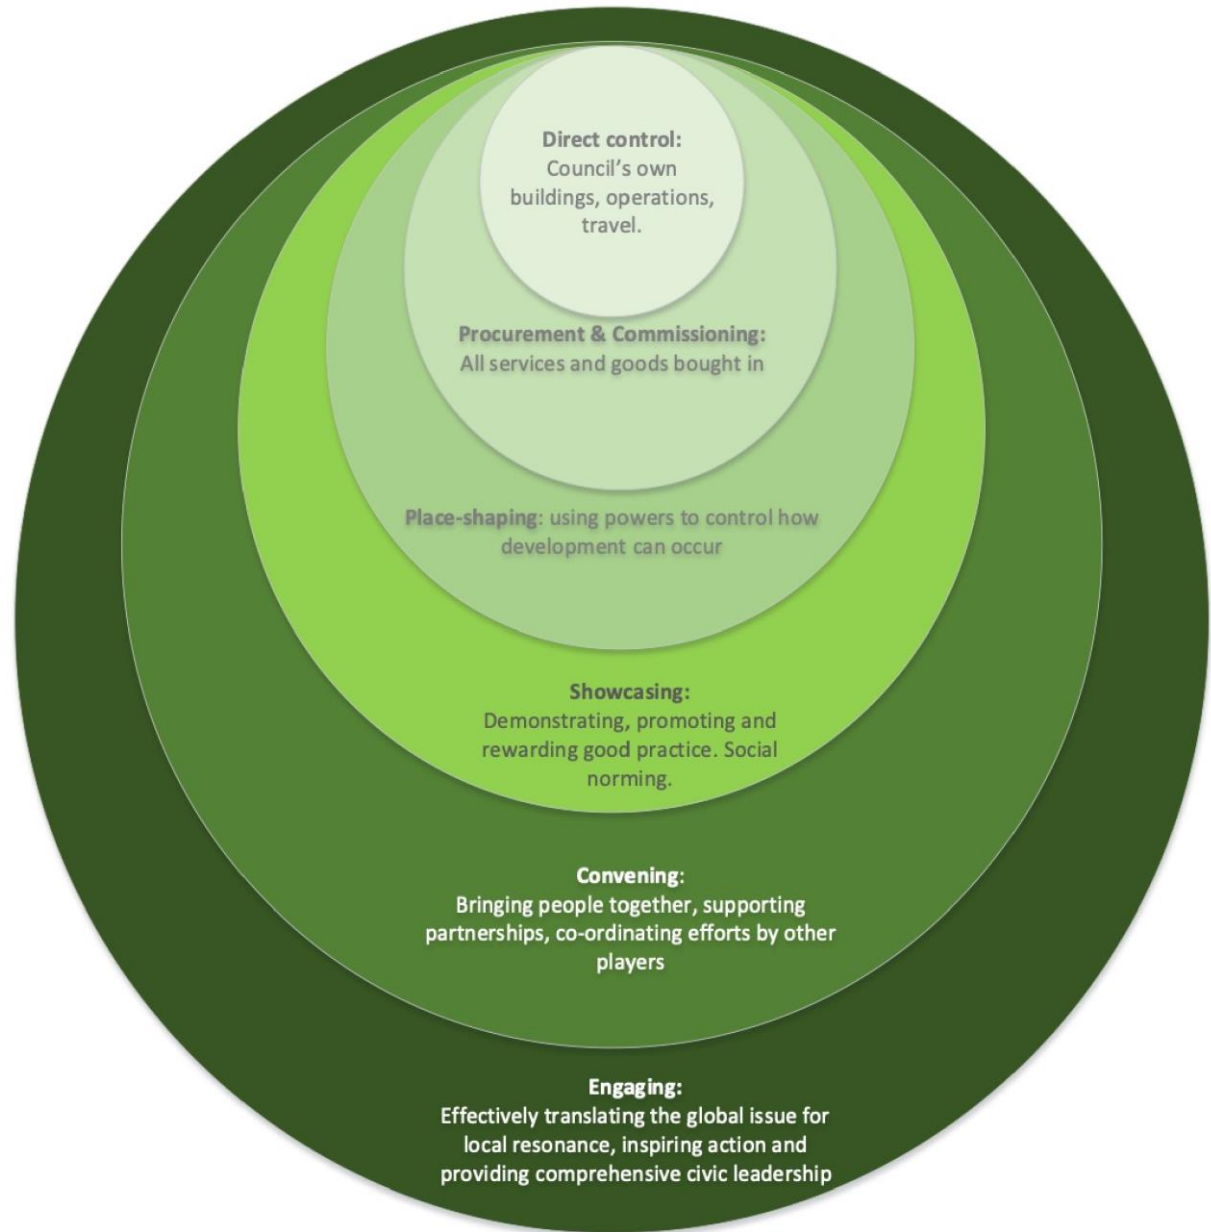 Direct control:
Council's own
buildings, operations,
travel.
Procurement & Commissioning:
All services and goods bought in
Place-shaping: using powers to control how
development can occur
Showcasing:
Demonstrating, promoting and
rewarding good practice. Social
norming.
Convening:
Bringing people together, supporting
partnerships, co-ordinating efforts by other
players
Engaging:
Effectively translating the global issue for
local resonance, inspiring action and
providing comprehensive civic leadership